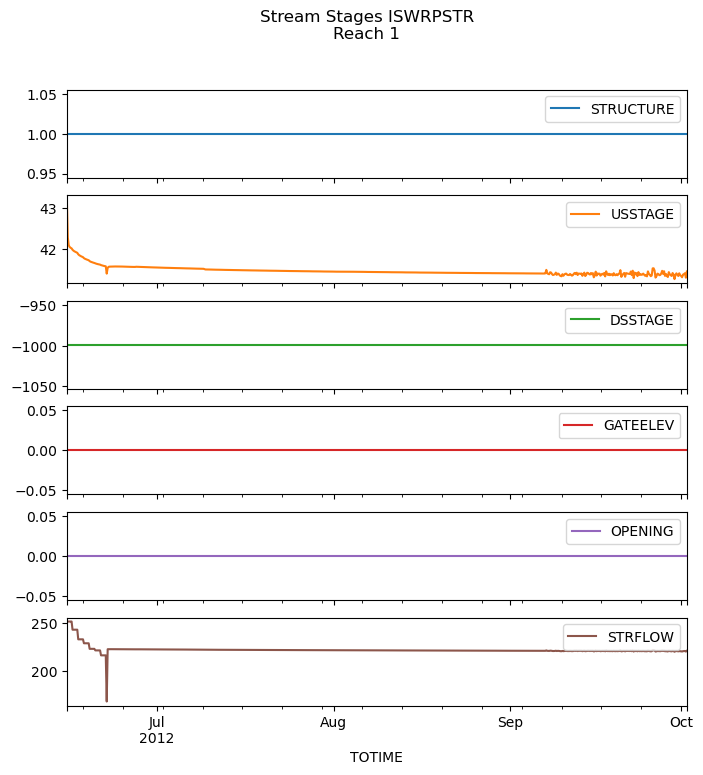 Stream Stages ISWRPSTR
Reach 1
1.05
1.00
0.95
STRUCTURE
43
42
USSTAGE
−950
−1000
−1050
DSSTAGE
0.05
0.00
−0.05
GATEELEV
0.05
0.00
−0.05
OPENING
250
200
STRFLOW
Jul
2012
Aug
Sep
Oct
TOTIME